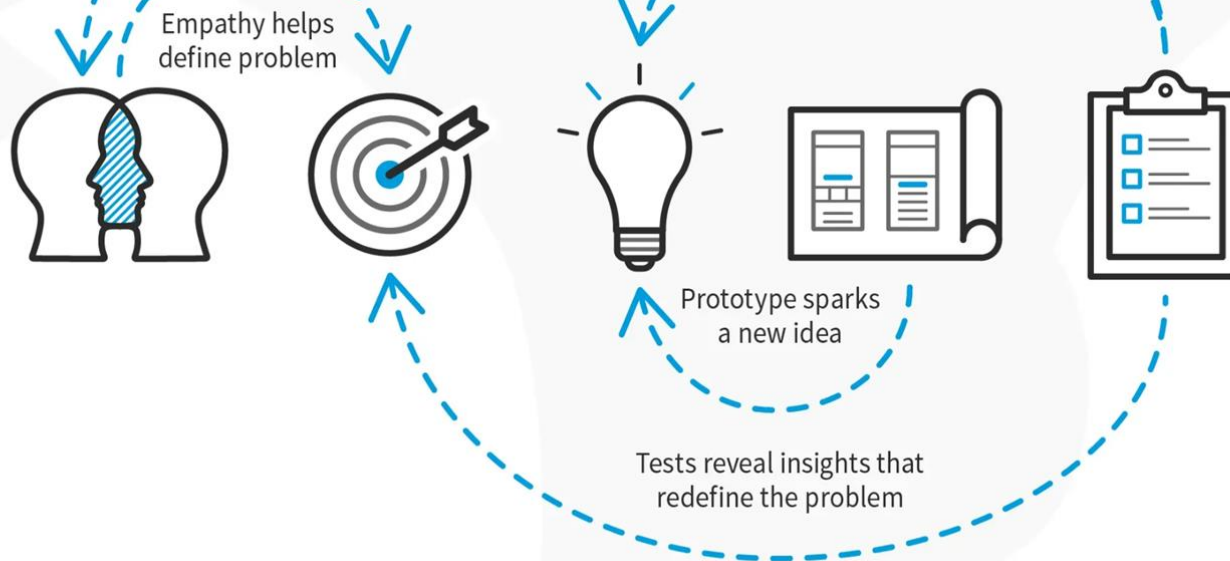 Empathy helps
define problem
Prototype sparks
a new idea
Tests reveal insights that
redefine the problem